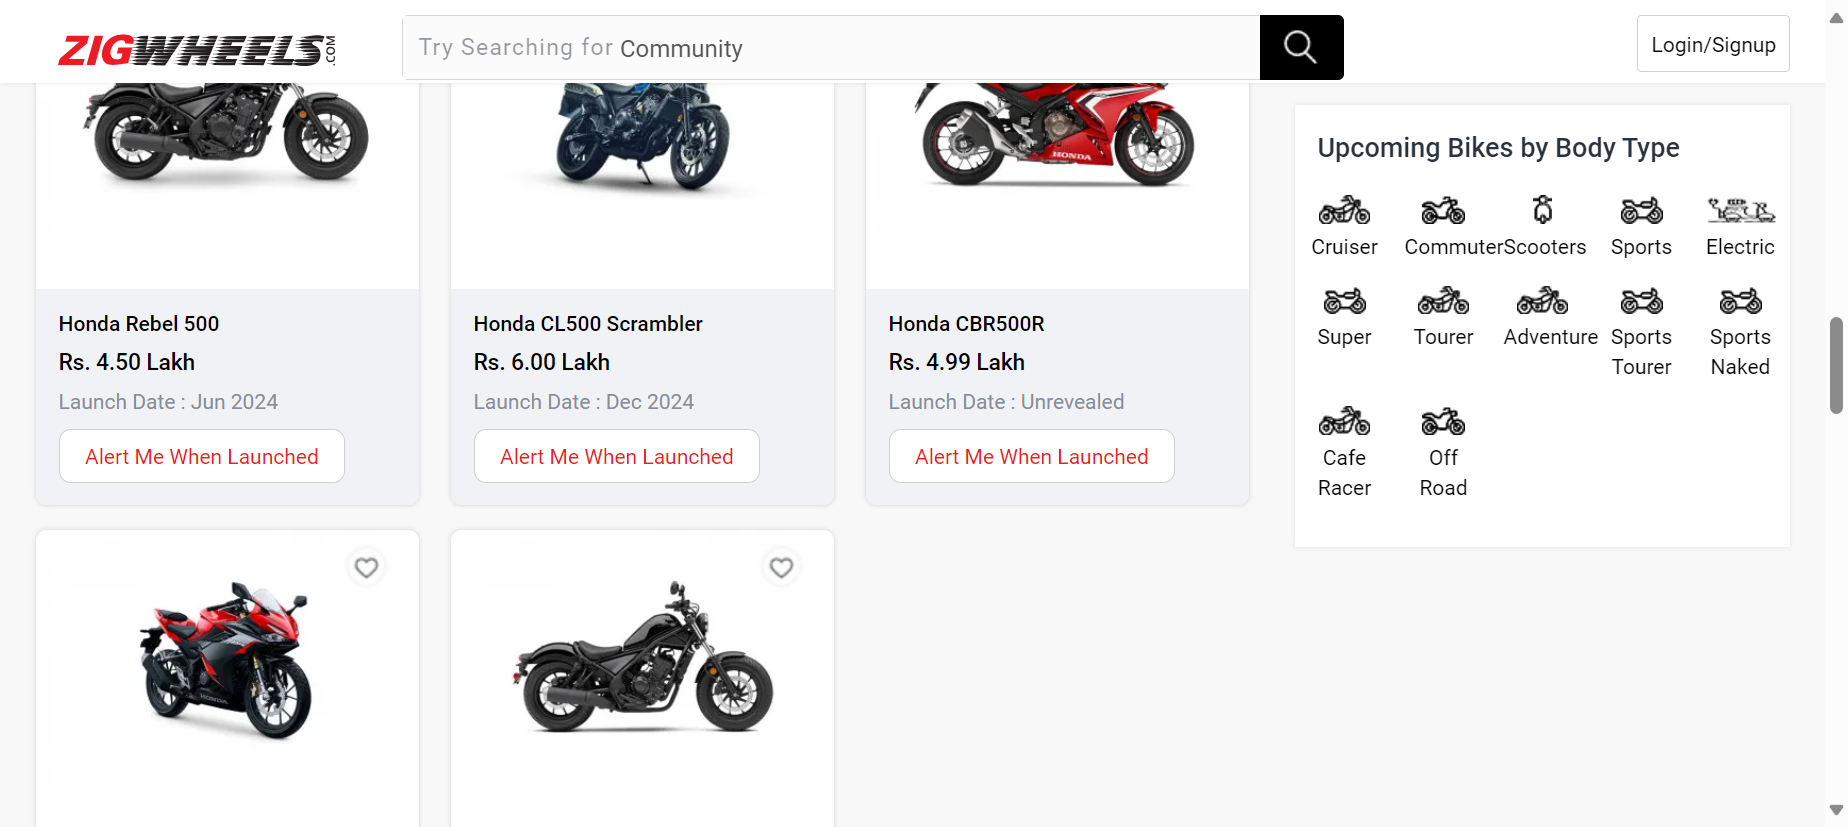 ZIGWHEELS.COM
Try Searching for Community
Login/Signup
HONDA
Honda Rebel 500
Rs. 4.50 Lakh
Launch Date : Jun 2024
Alert Me When Launched
Honda CL500 Scrambler
Rs. 6.00 Lakh
Launch Date : Dec 2024
Alert Me When Launched
Honda CBR500R
Rs. 4.99 Lakh
Launch Date : Unrevealed
Alert Me When Launched
HONDA
Upcoming Bikes by Body Type
Cruiser
Commuter
Scooters
Sports
Electric
Super
Tourer
Adventure
Sports
Tourer
Sports
Naked
Cafe
Racer
Off
Road